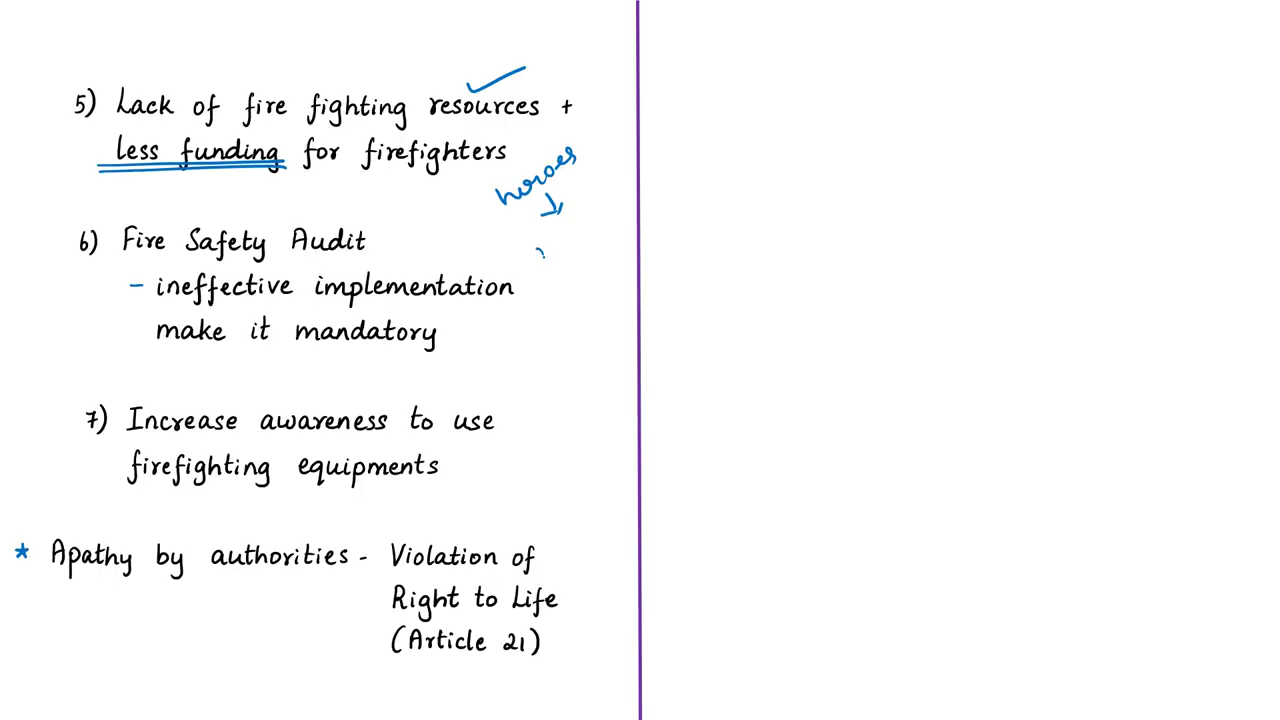 5) Lack of fire fighting resources +
less funding for firefighters
heroes
6) Fire Safety Audit
- ineffective implementation
make it mandatory
7) Increase awareness to use
firefighting equipments
* Apathy by authorities - Violation of
Right to Life
(Article 21)